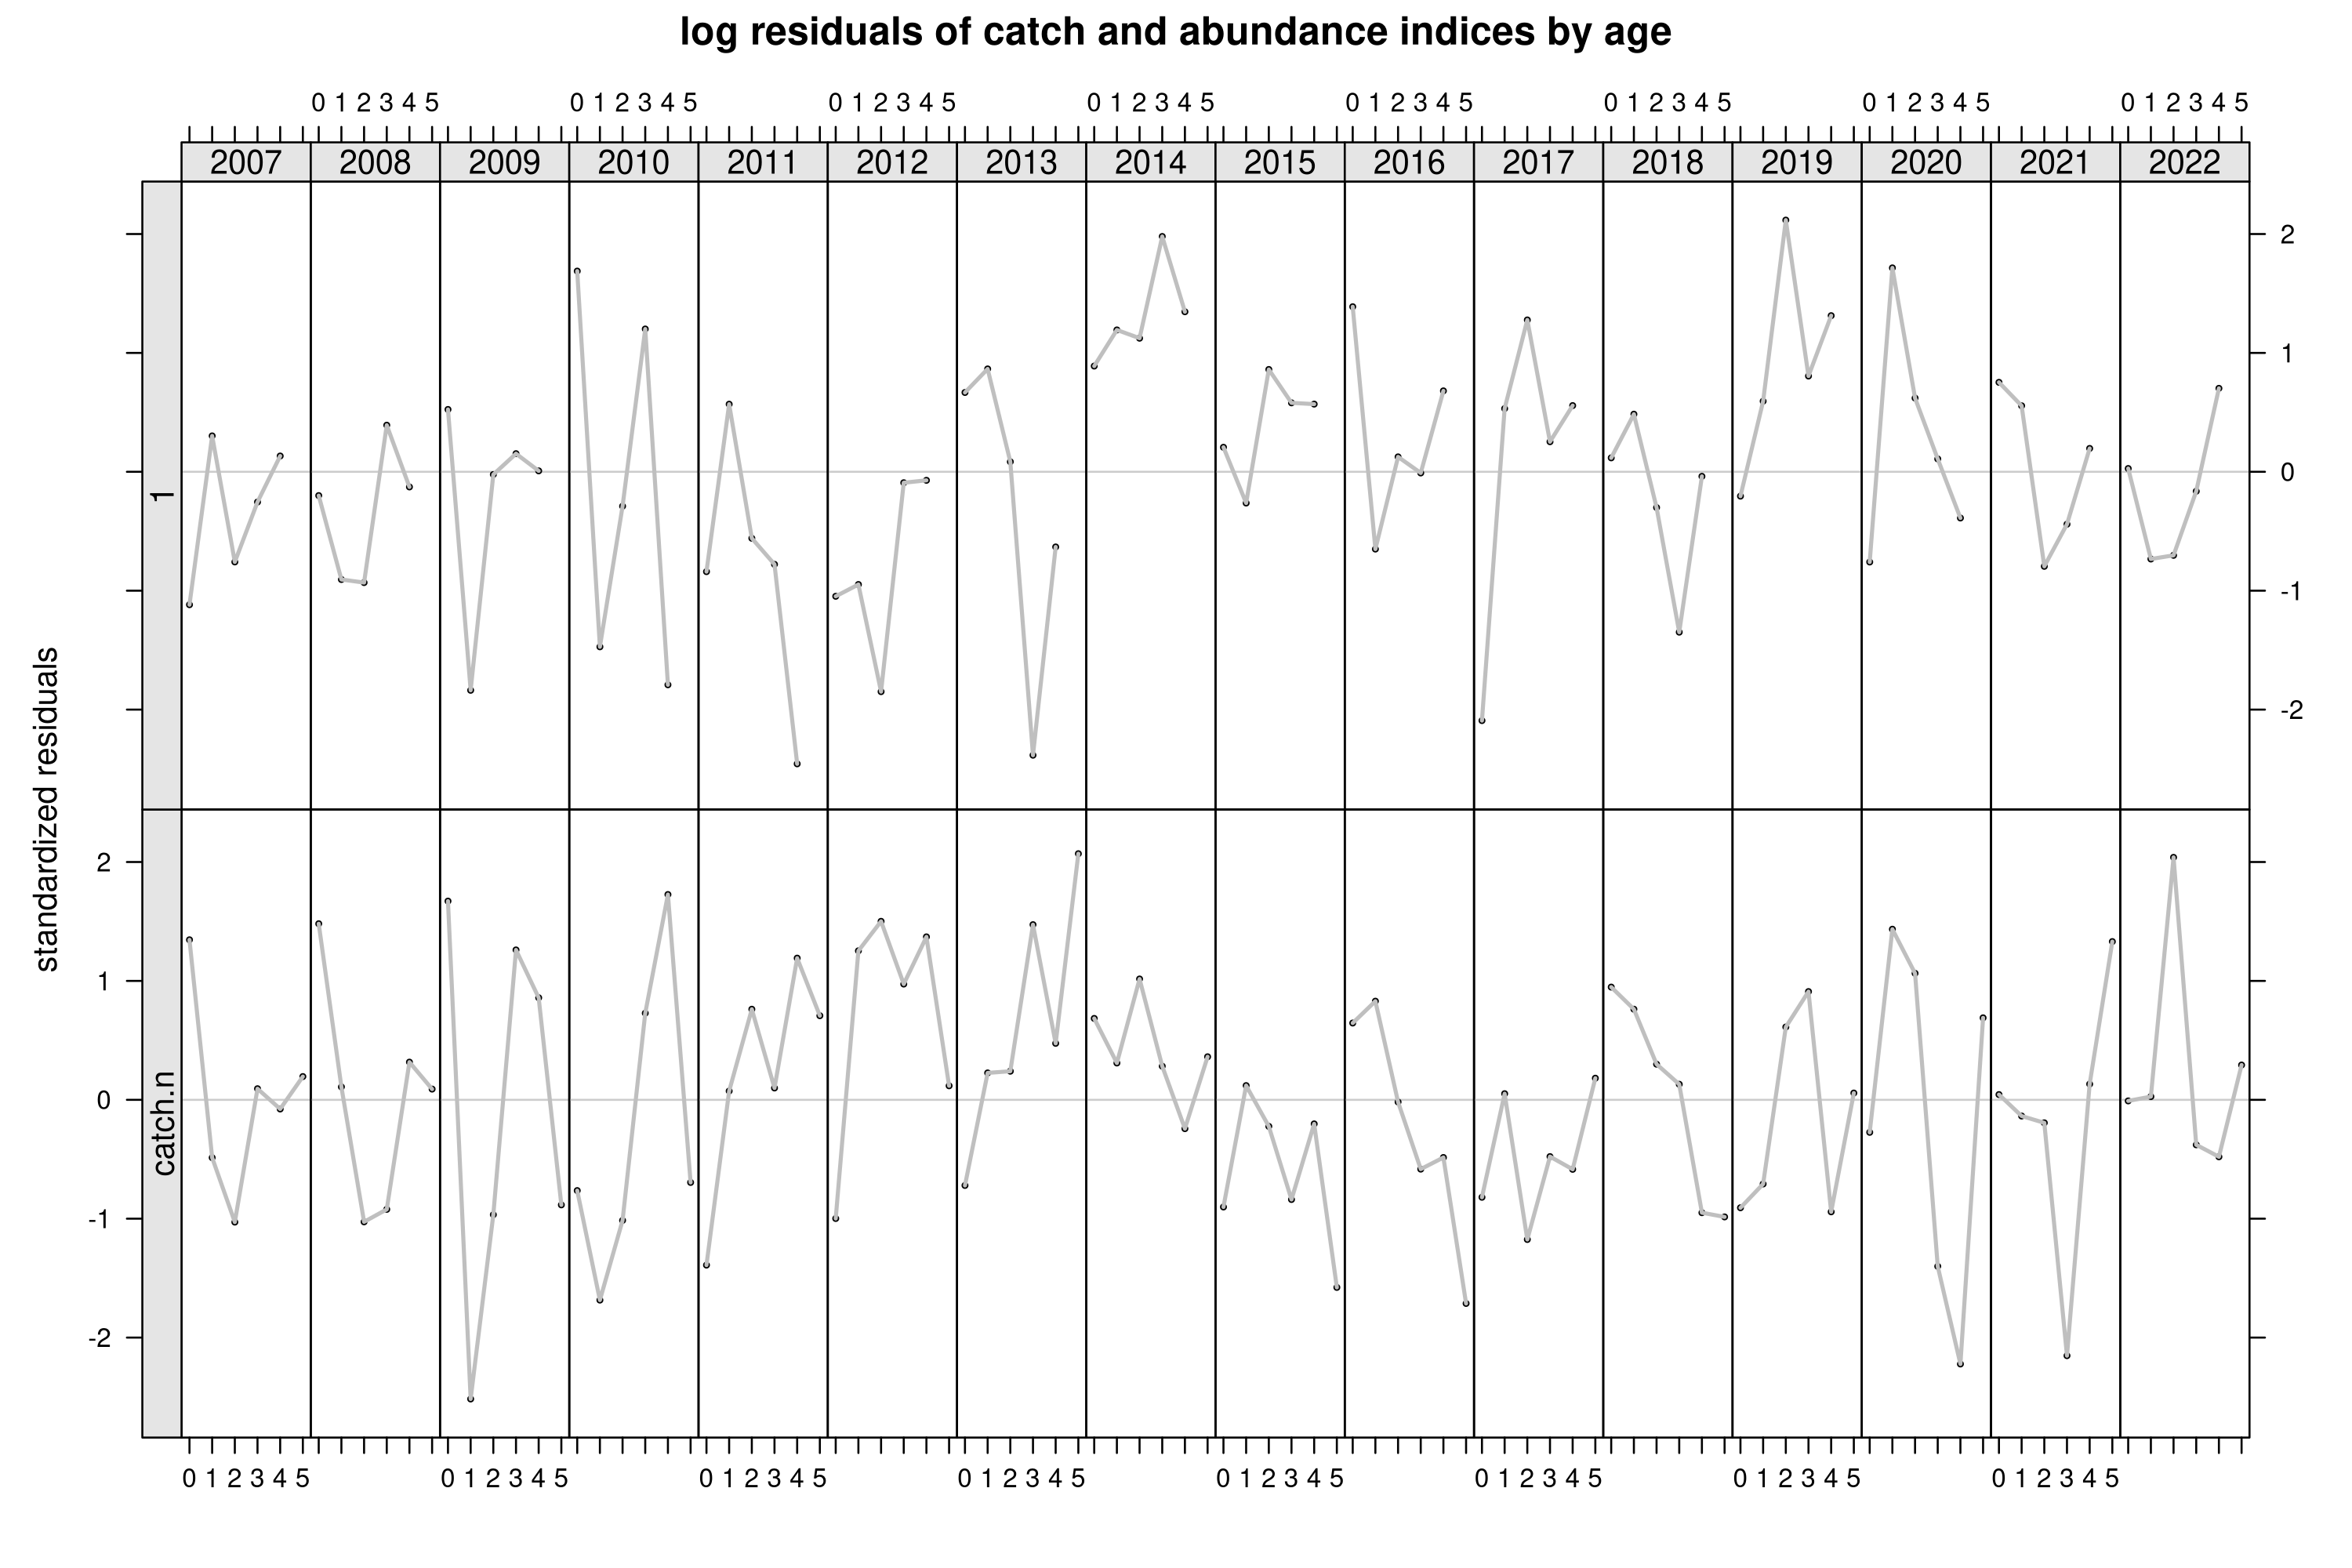 log residuals of catch and abundance indices by age
0 1 2 3 4 5 0 1 2 3 4 5 0 1 2 3 4 5 0 1 2 3 4 5 0 1 2 3 4 5 0 1 2 3 4 5 0 1 2 3 4 5 0 1 2 3 4 5
2007 2008 2009 2010 2011 2012 2013 2014 2015 2016 2017 2018 2019 2020 2021 2022
2
1
0
-1
-2
1
standardized residuals
2
1
0
-1
-2
catch.n
0 1 2 3 4 5 0 1 2 3 4 5 0 1 2 3 4 5 0 1 2 3 4 5 0 1 2 3 4 5 0 1 2 3 4 5 0 1 2 3 4 5 0 1 2 3 4 5